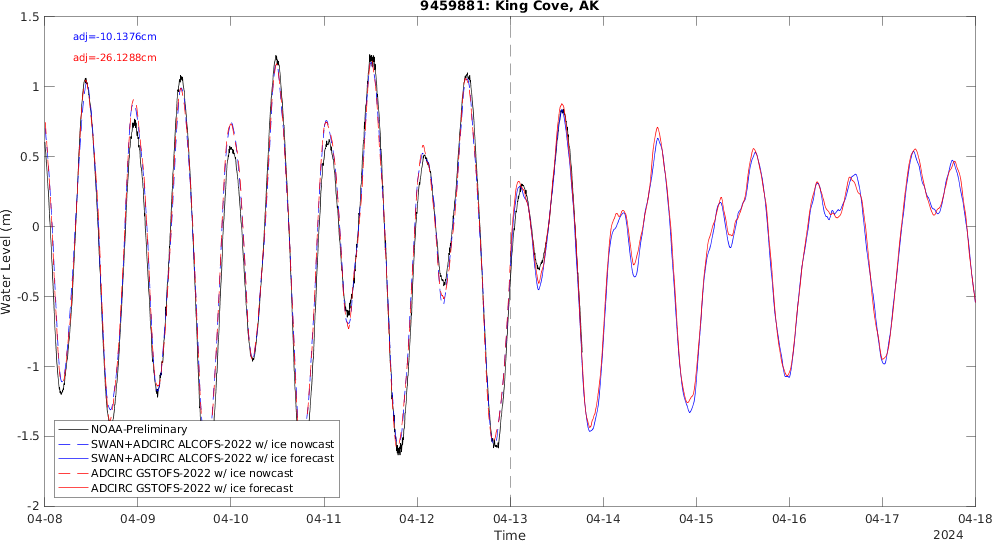 9459881: King Cove, AK
adj=-10.1376cm
adj=-26.1288cm
Water Level (m)
1.5
1
0.5
0
-0.5
-1
-1.5
-2
NOAA-Preliminary
SWAN+ADCIRC ALCOFS-2022 w/ ice nowcast
SWAN+ADCIRC ALCOFS-2022 w/ ice forecast
ADCIRC GSTOFS-2022 w/ ice nowcast
ADCIRC GSTOFS-2022 w/ ice forecast
04-08 04-09 04-10 04-11 04-12 04-13 04-14 04-15 04-16 04-17 04-18
Time
2024